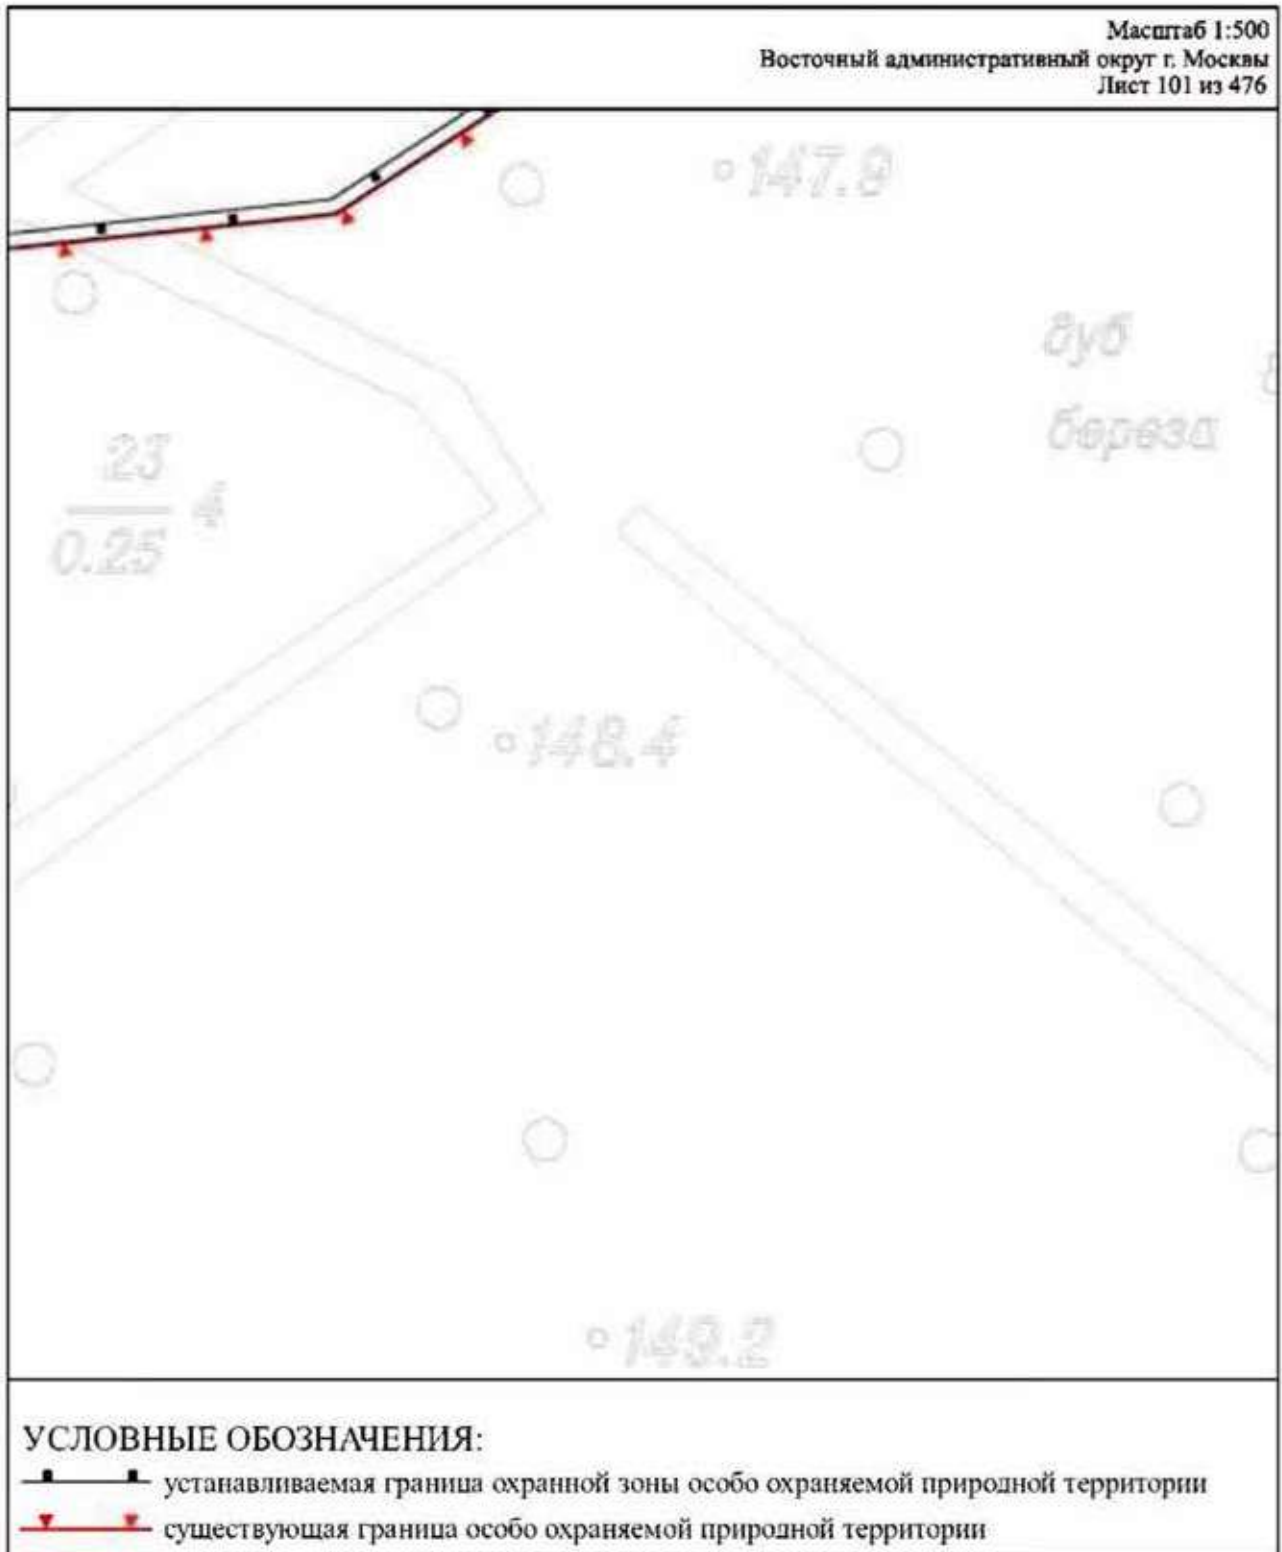 Масштаб 1:500
Восточный административный округ г. Москвы
Лист 101 из 476
147.9
дуб
береза
23
0.25
148.4
149.2
УСЛОВНЫЕ ОБОЗНАЧЕНИЯ:
устанавливаемая граница охранной зоны особо охраняемой природной территории
существующая граница особо охраняемой природной территории